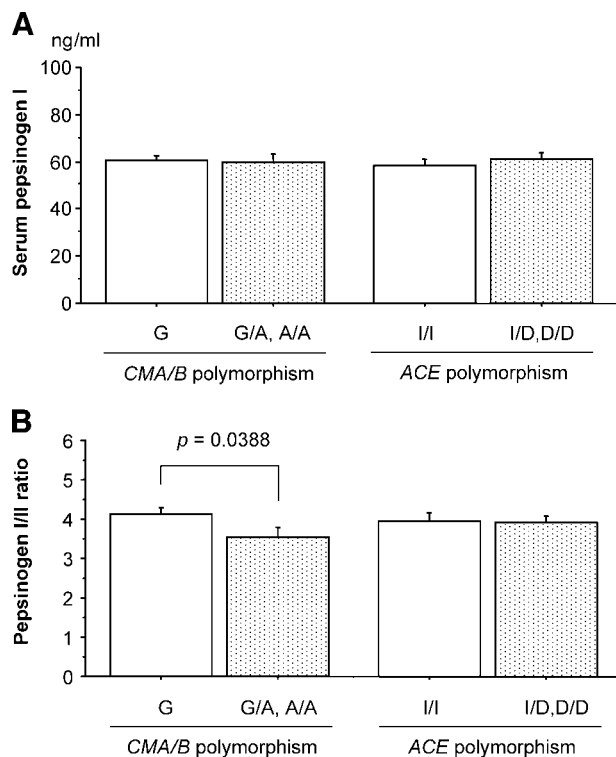 A
ng/ml
Serum pepsinogen I
100
80
60
40
20
0
G G/A, A/A I/I I/D,D/D
CMA/B polymorphism ACE polymorphism
B
Pepsinogen I/II ratio
p = 0.0388
6
5
4
3
2
1
0
G G/A, A/A I/I I/D,D/D
CMA/B polymorphism ACE polymorphism